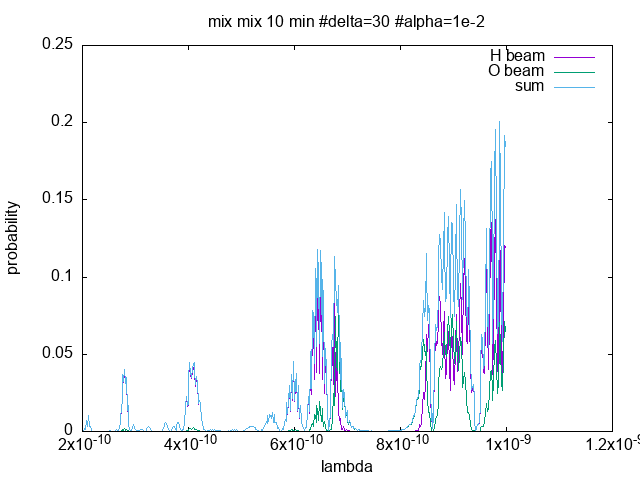 mix mix 10 min #delta=30 #alpha=1e-2
H beam
O beam
sum
0.25
0.2
0.15
0.1
0.05
0
probability
2x10^-10 4x10^-10 6x10^-10 8x10^-10 1x10^-9 1.2x10^-9
lambda